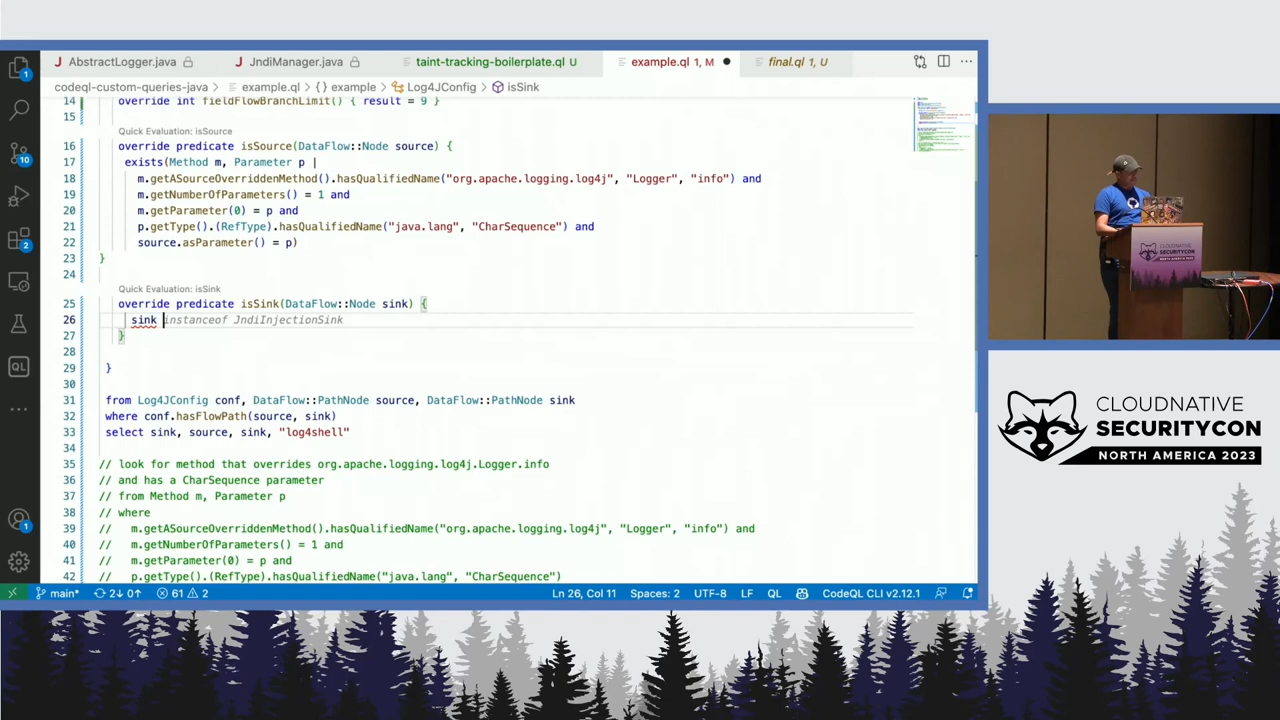 AbstractLogger.java
JndiManager.java
taint-tracking-boilerplate.ql U
example.ql 1, M
final.ql 1, U
codeql-custom-queries-java > example.ql > {} example > Log4JConfig > isSink
14 override int fieldFlowBranchLimit() { result = 9 }
15
Quick Evaluation: isSource
16 override predicate isSource(DataFlow::Node source) {
17 exists(Method m, Parameter p |
18 m.getASourceOverriddenMethod().hasQualifiedName("org.apache.logging.log4j", "Logger", "info") and
19 m.getNumberOfParameters() = 1 and
20 m.getParameter(0) = p and
21 p.getType().(RefType).hasQualifiedName("java.lang", "CharSequence") and
22 source.asParameter() = p)
23 }
24
Quick Evaluation: isSink
25 override predicate isSink(DataFlow::Node sink) {
26 sink instanceof JndiInjectionSink
27 }
28
29 }
30
31 from Log4JConfig conf, DataFlow::PathNode source, DataFlow::PathNode sink
32 where conf.hasFlowPath(source, sink)
33 select sink, source, sink, "log4shell"
34
35 // look for method that overrides org.apache.logging.log4j.Logger.info
36 // and has a CharSequence parameter
37 // from Method m, Parameter p
38 // where
39 // m.getASourceOverriddenMethod().hasQualifiedName("org.apache.logging.log4j", "Logger", "info") and
40 // m.getNumberOfParameters() = 1 and
41 // m.getParameter(0) = p and
42 // p.getType().(RefType).hasQualifiedName("java.lang", "CharSequence")
1
10
2
QL
1
main* 2↓ 0↑ 61 2
Ln 26, Col 11 Spaces: 2 UTF-8 LF QL CodeQL CLI v2.12.1
CLOUDNATIVE
SECURITYCON
NORTH AMERICA 2023